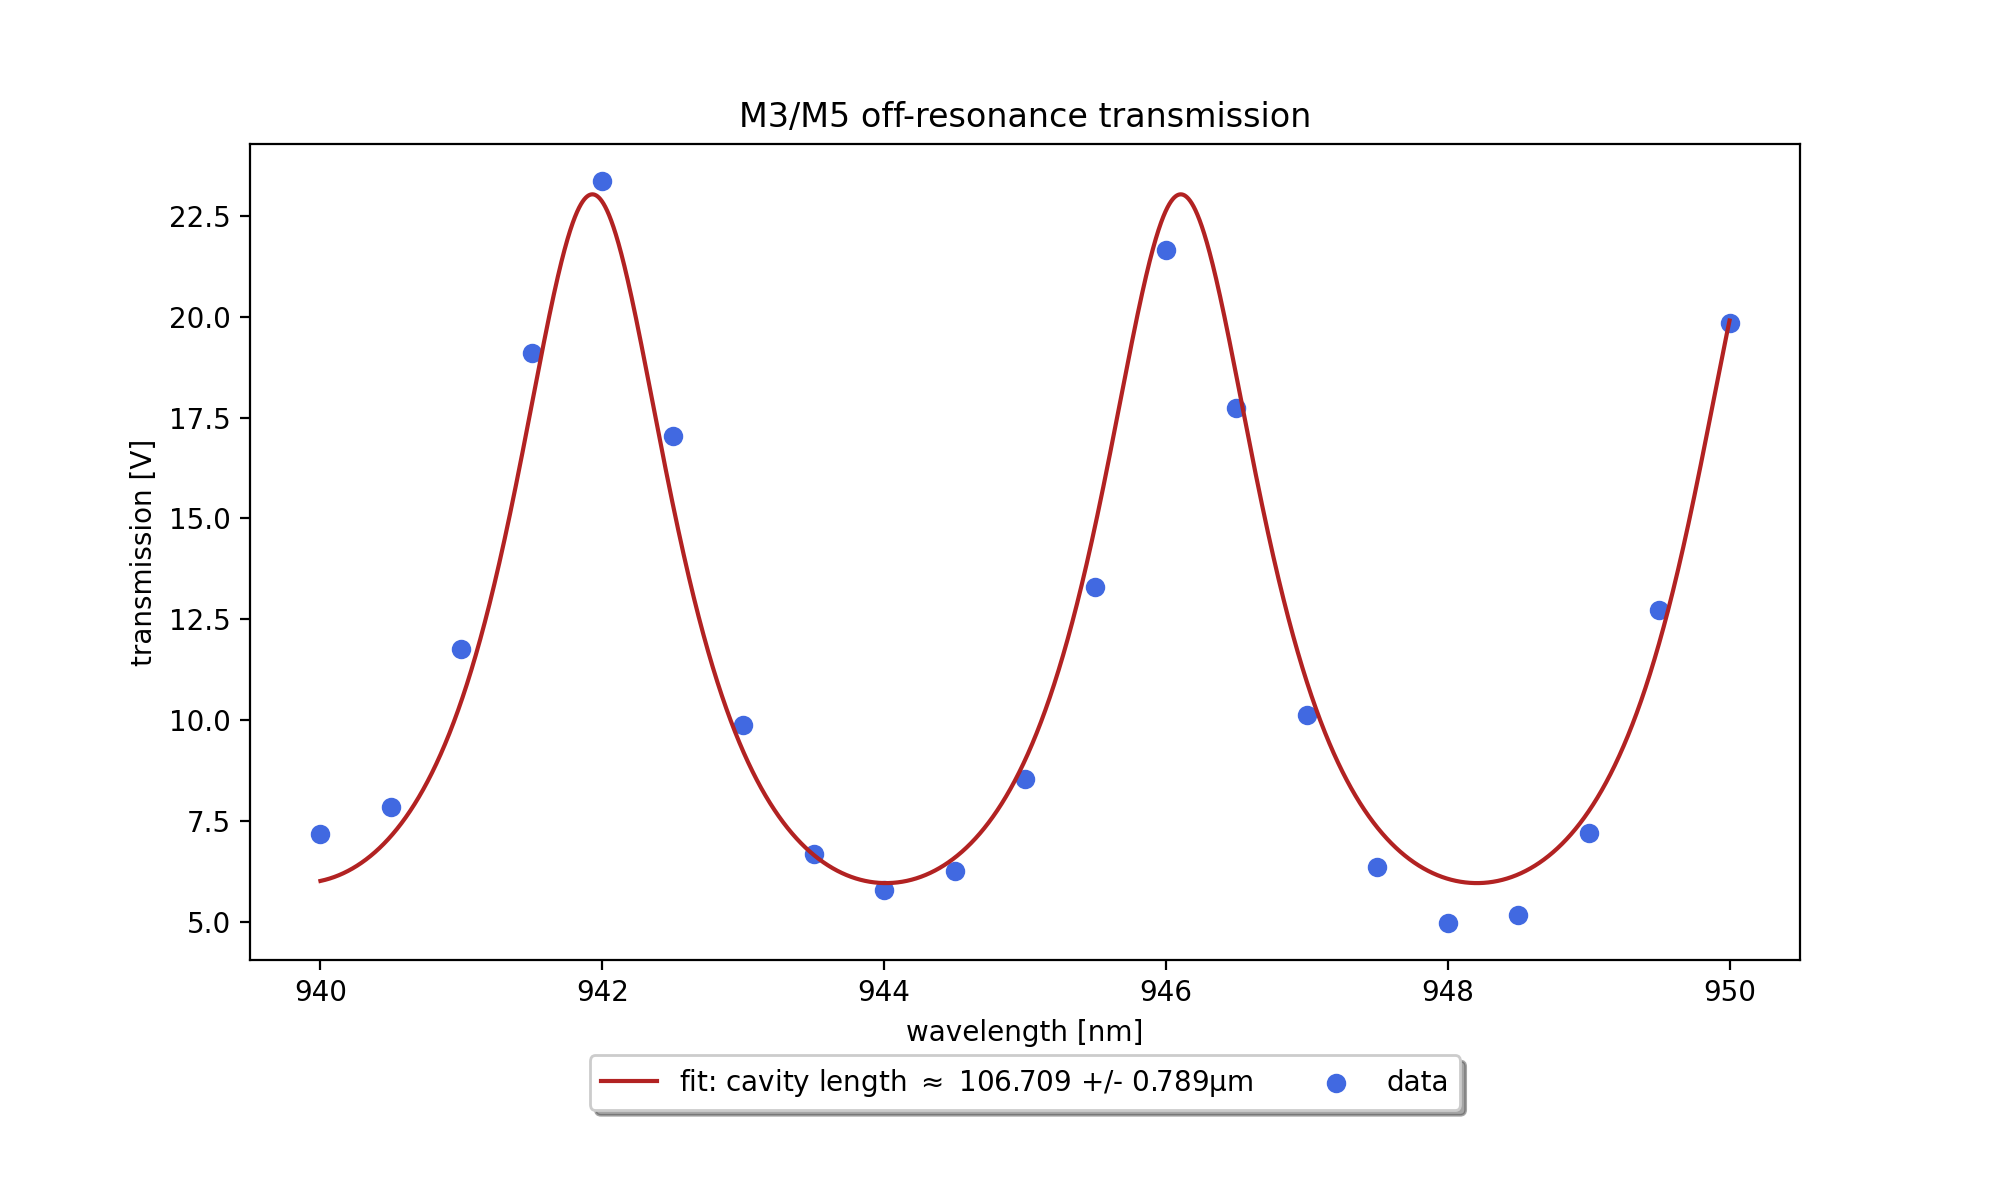 M3/M5 off-resonance transmission
transmission [V]
22.5
20.0
17.5
15.0
12.5
10.0
7.5
5.0
940 942 944 946 948 950
wavelength [nm]
fit: cavity length ≈ 106.709 +/- 0.789μm data